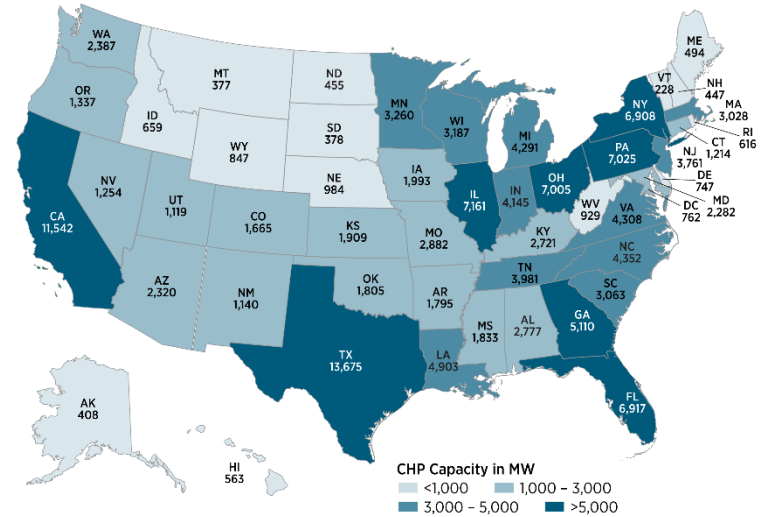 WA
2,387
OR
1,337
CA
11,542
ID
659
NV
1,254
MT
377
WY
847
UT
1,119
AZ
2,320
CO
1,665
NM
1,140
ND
455
SD
378
NE
984
KS
1,909
OK
1,805
TX
13,675
MN
3,260
IA
1,993
MO
2,882
AR
1,795
LA
4,903
WI
3,187
IL
7,161
MI
4,291
IN
4,145
OH
7,005
KY
2,721
TN
3,981
MS
1,833
AL
2,777
GA
5,110
FL
6,917
SC
3,063
NC
4,352
VA
4,308
WV
929
PA
7,025
NY
6,908
ME
494
VT
228
NH
447
MA
3,028
RI
616
CT
1,214
NJ
3,761
DE
747
MD
2,282
DC
762
AK
408
HI
563
CHP Capacity in MW
<1,000
1,000 – 3,000
3,000 – 5,000
>5,000